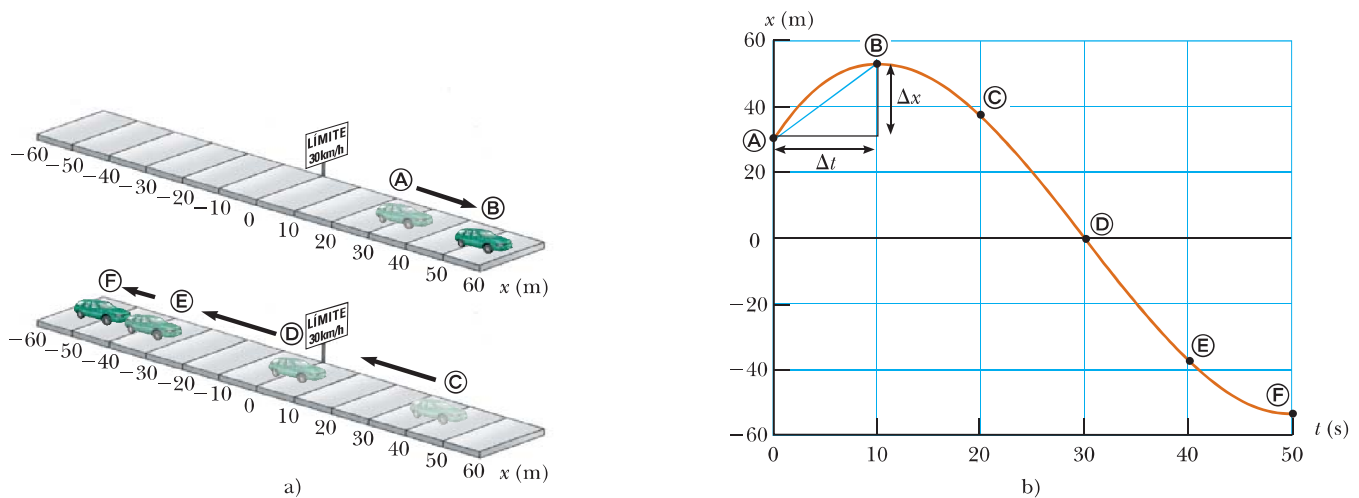 LÍMITE
30km/h
Ⓐ
Ⓑ
−60 −50 −40 −30 −20 −10 0 10 20 30 40 50 60 x (m)
Ⓕ
Ⓔ
Ⓓ
LÍMITE
30km/h
Ⓒ
−60 −50 −40 −30 −20 −10 0 10 20 30 40 50 60 x (m)
a)
x (m)
60
Ⓑ
Δx
Ⓒ
40
Ⓐ
Δt
20
Ⓓ
0
−20
Ⓔ
−40
Ⓕ
−60
t (s)
0 10 20 30 40 50
b)